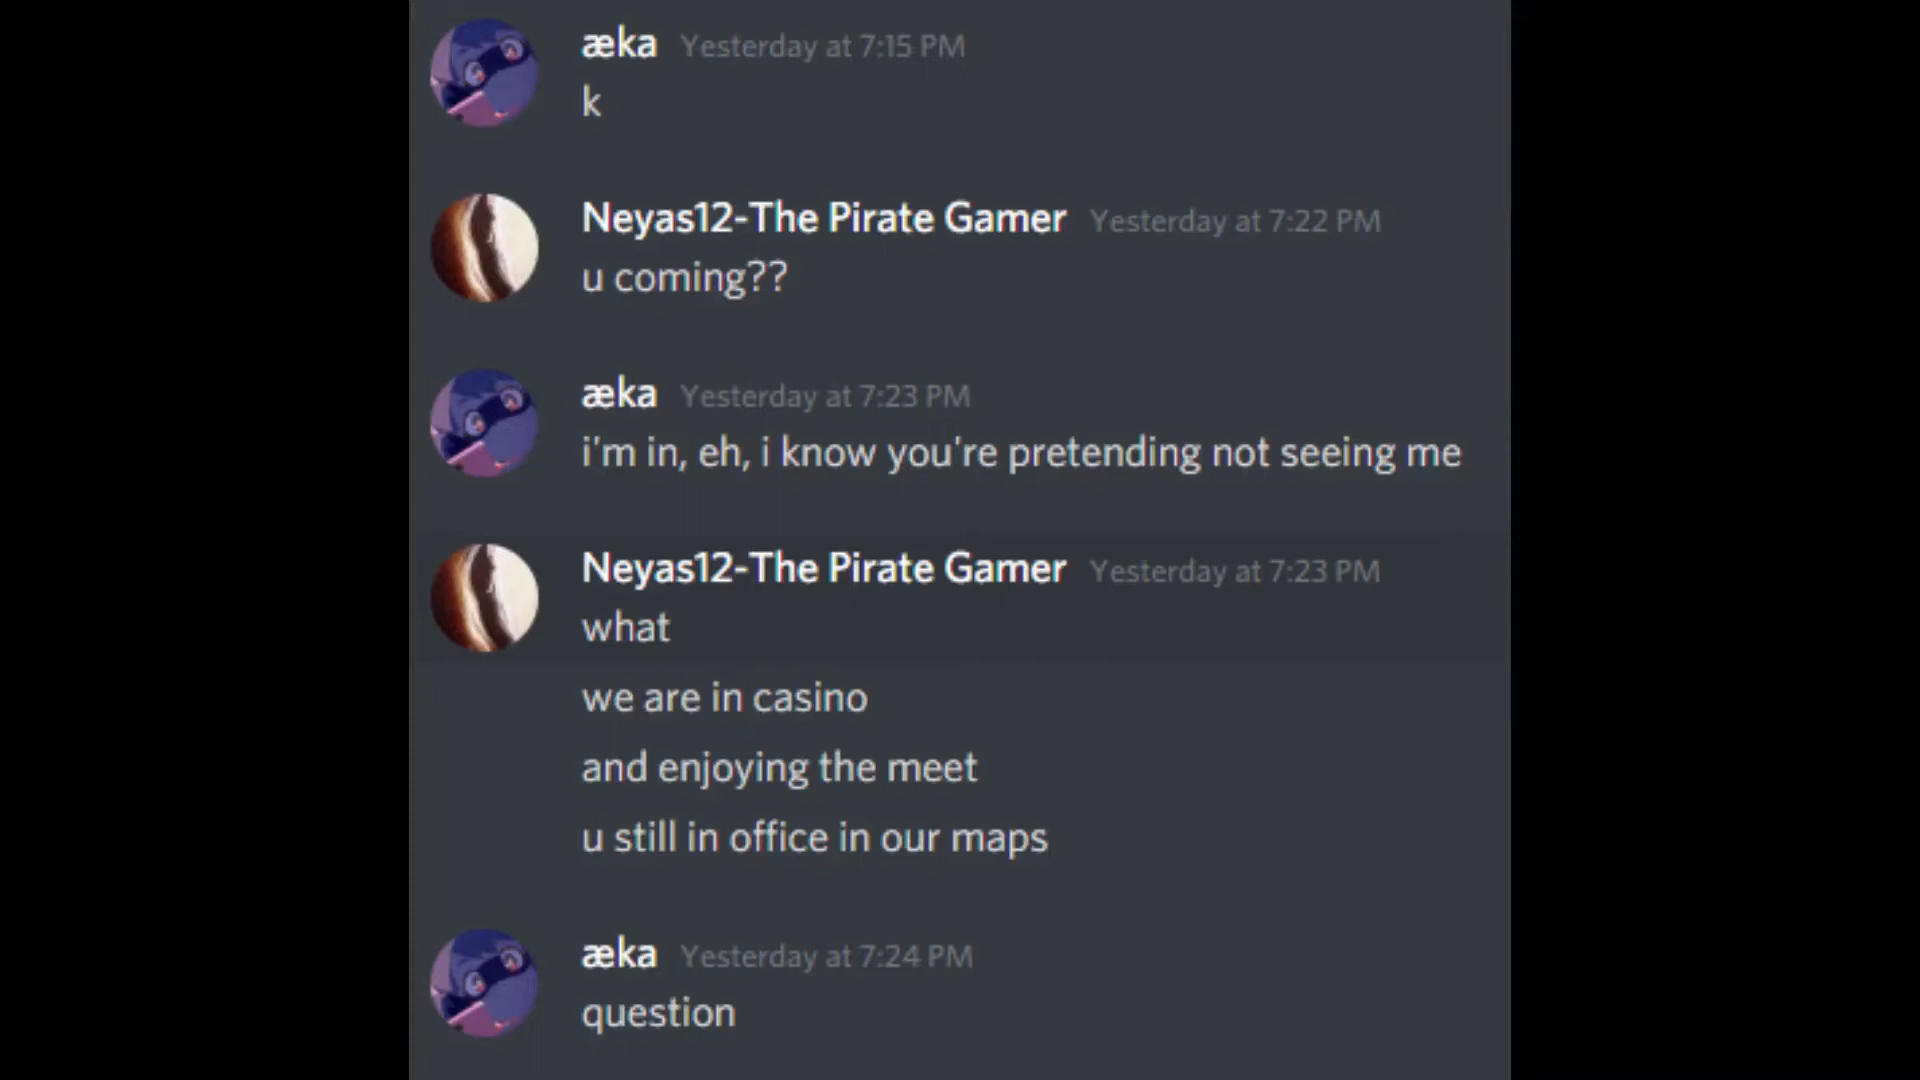 æka Yesterday at 7:15 PM
k
Neyas12-The Pirate Gamer Yesterday at 7:22 PM
u coming??
æka Yesterday at 7:23 PM
i'm in, eh, i know you're pretending not seeing me
Neyas12-The Pirate Gamer Yesterday at 7:23 PM
what
we are in casino
and enjoying the meet
u still in office in our maps
æka Yesterday at 7:24 PM
question